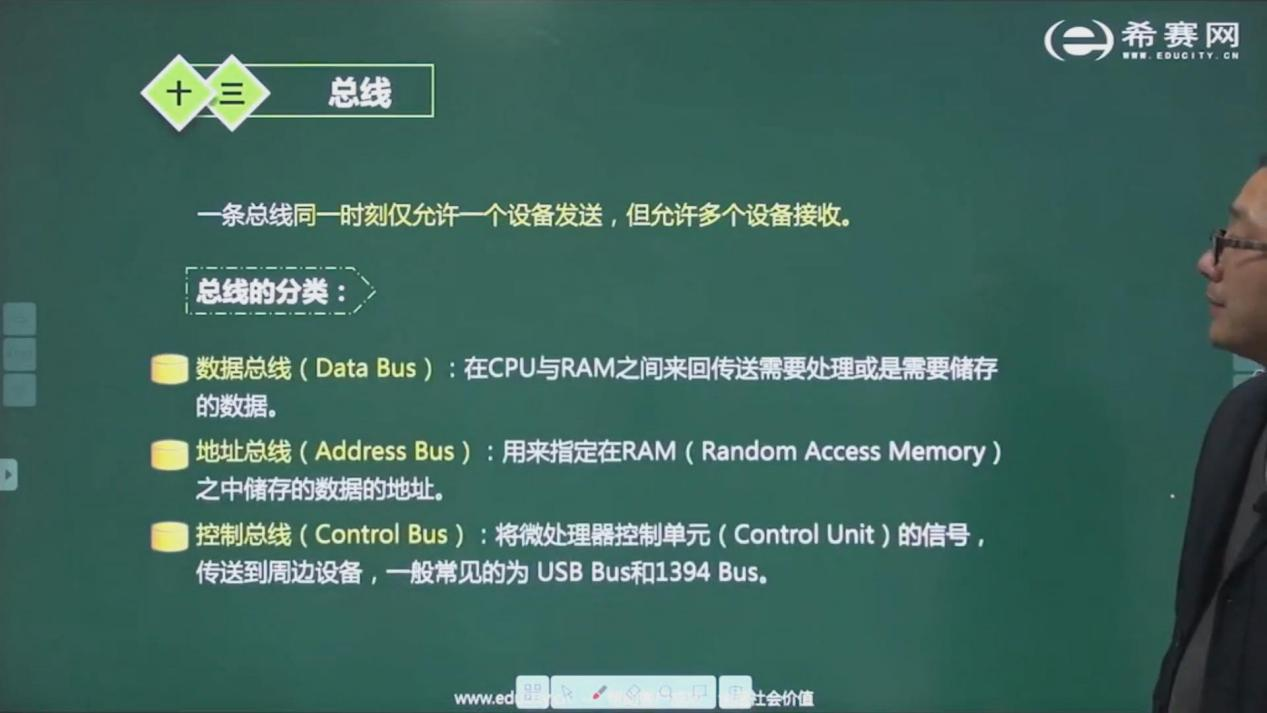 希赛网
WWW.EDUCITY.CN
十三 总线
一条总线同一时刻仅允许一个设备发送，但允许多个设备接收。
总线的分类：
数据总线（Data Bus）：在CPU与RAM之间来回传送需要处理或是需要储存
的数据。
地址总线（Address Bus）：用来指定在RAM（Random Access Memory）
之中储存的数据的地址。
控制总线（Control Bus）：将微处理器控制单元（Control Unit）的信号，
传送到周边设备，一般常见的为 USB Bus和1394 Bus。
www.edu 社会价值